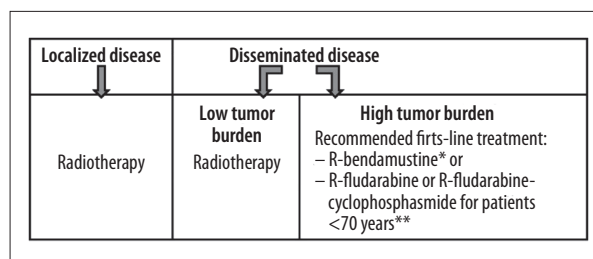 Localized disease
Disseminated disease
Radiotherapy
Low tumor
burden
Radiotherapy
High tumor burden
Recommended firts-line treatment:
– R-bendamustine* or
– R-fludarabine or R-fludarabine-
cyclophosphasmide for patients
<70 years**